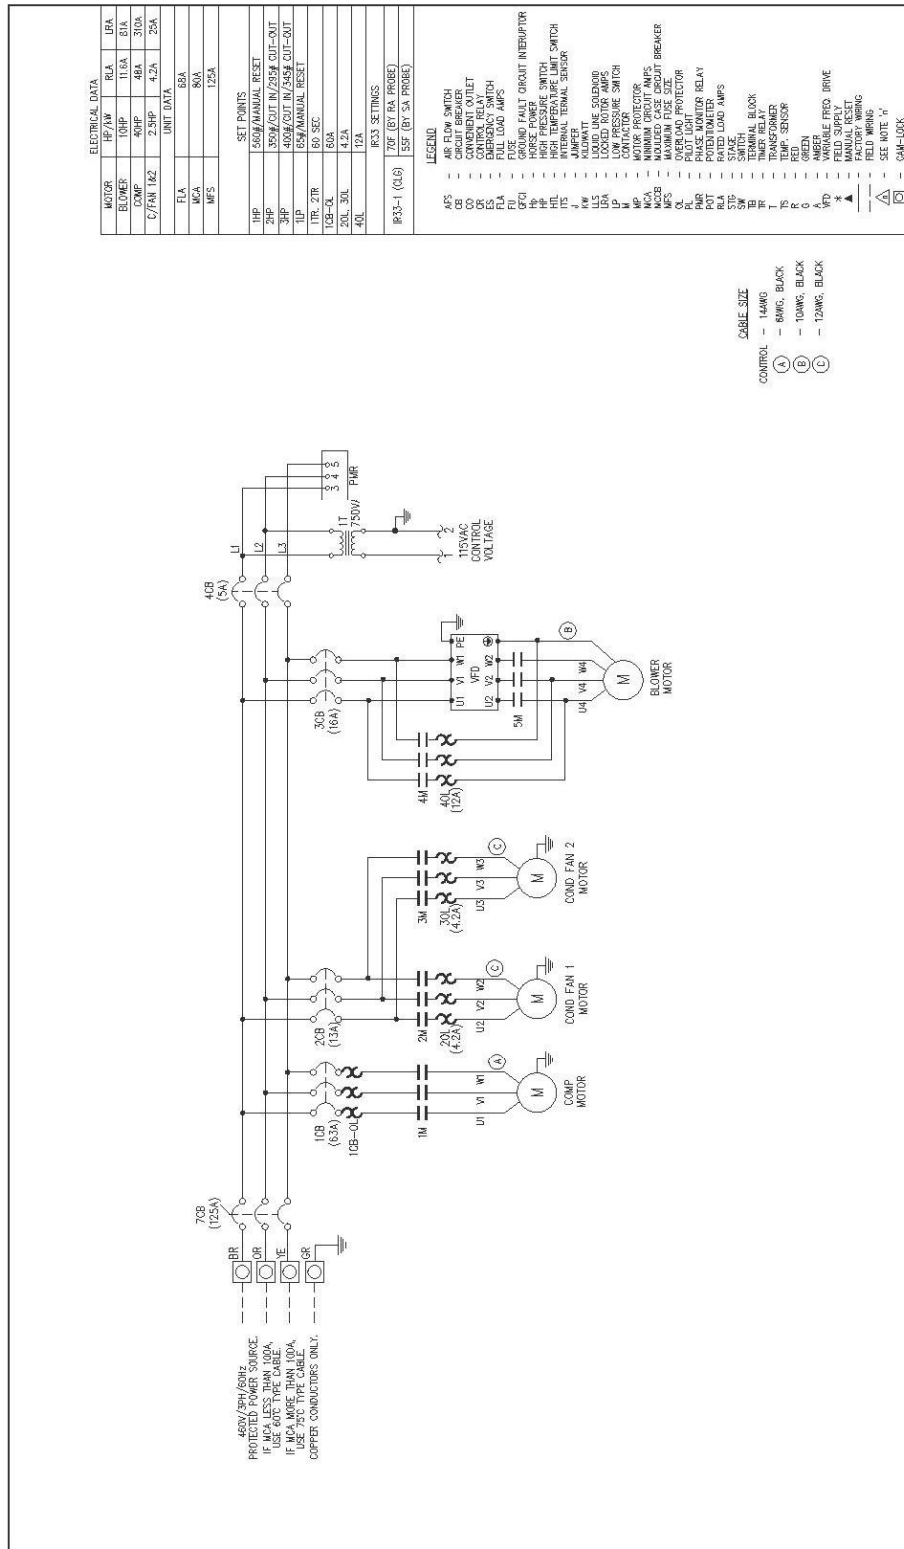 460V/3PH/60Hz
PROTECTED POWER SOURCE.
IF MCA LESS THAN 100A,
USE 60°C TYPE CABLE.
IF MCA MORE THAN 100A,
USE 75°C TYPE CABLE.
COPPER CONDUCTORS ONLY.
BR
OR
YE
GR
7CB
(125A)
1CB
(63A)
1CB-OL
1M
U1 V1 W1
A
M
COMP
MOTOR
2CB
(13A)
2M
2OL
(4.2A)
U2 V2 W2
C
M
COND FAN 1
MOTOR
3M
3OL
(4.2A)
U3 V3 W3
C
M
COND FAN 2
MOTOR
3CB
(16A)
4M
4OL
(12A)
U1 V1 W1 PE
VFD
U2 V2 W2
5M
U4 V4 W4
B
M
BLOWER
MOTOR
4CB
(5A)
L1
L2
L3
1T
750VA
1 2
115VAC
CONTROL
VOLTAGE
3 4 5
PMR
CABLE SIZE
CONTROL - 14AWG
A - 6AWG, BLACK
B - 10AWG, BLACK
C - 12AWG, BLACK
ELECTRICAL DATA
MOTOR HP/kW RLA LRA
BLOWER 10HP 11.6A 81A
COMP 40HP 48A 310A
C/FAN 1&2 2.5HP 4.2A 25A
UNIT DATA
FLA 68A
MCA 80A
MFS 125A
SET POINTS
1HP 560#/MANUAL RESET
2HP 350#/CUT IN/295# CUT-OUT
3HP 400#/CUT IN/345# CUT-OUT
1LP 65#/MANUAL RESET
1TR, 2TR 60 SEC
1CB-OL 60A
2OL, 3OL 4.2A
4OL 12A
IR33 SETTINGS
IR33-1 (CLG) 70F (BY RA PROBE)
55F (BY SA PROBE)
LEGEND
AFS - AIR FLOW SWITCH
CB - CIRCUIT BREAKER
CO - CONVENIENT OUTLET
CR - CONTROL RELAY
ES - EMERGENCY SWITCH
FLA - FULL LOAD AMPS
FU - FUSE
GFCI - GROUND FAULT CIRCUIT INTERRUPTOR
Hp - HORSE POWER
HP - HIGH PRESSURE SWITCH
HTL - HIGH TEMPERATURE LIMIT SWITCH
ITS - INTERNAL THERMAL SENSOR
J - JUMPER
KW - KILOWATT
LLS - LIQUID LINE SOLENOID
LRA - LOCKED ROTOR AMPS
LP - LOW PRESSURE SWITCH
M - CONTACTOR
MP - MOTOR PROTECTOR
MCA - MINIMUM CIRCUIT AMPS
MCCB - MOULDED CASE CIRCUIT BREAKER
MFS - MAXIMUM FUSE SIZE
OL - OVERLOAD PROTECTOR
PL - PILOT LIGHT
PMR - PHASE MONITOR RELAY
POT - POTENTIOMETER
RLA - RATED LOAD AMPS
STG - STAGE
SW - SWITCH
TB - TERMINAL BLOCK
TR - TIMER RELAY
T - TRANSFORMER
TS - TEMP. SENSOR
R - RED
G - GREEN
A - AMBER
VFD - VARIABLE FREQ. DRIVE
* - FIELD SUPPLY
▲ - MANUAL RESET
- FACTORY WIRING
- FIELD WIRING
- SEE NOTE 'n'
- CAM-LOCK